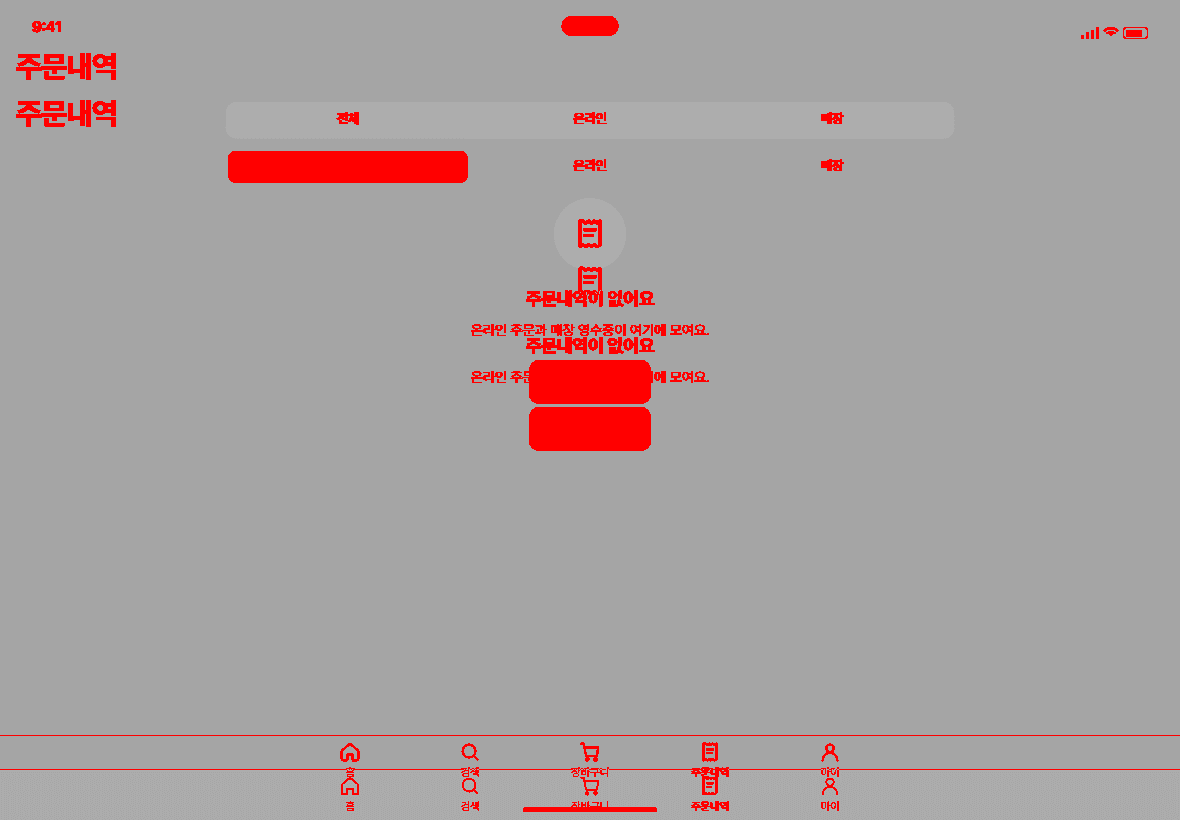 9:41
주문내역
주문내역
전체 온라인 매장
온라인 매장
주문내역이 없어요
온라인 주문과 매장 영수증이 여기에 모여요.
주문내역이 없어요
온라인 주문 에 모여요.
홈 검색 장바구니 주문내역 마이
홈 검색 장바구니 주문내역 마이